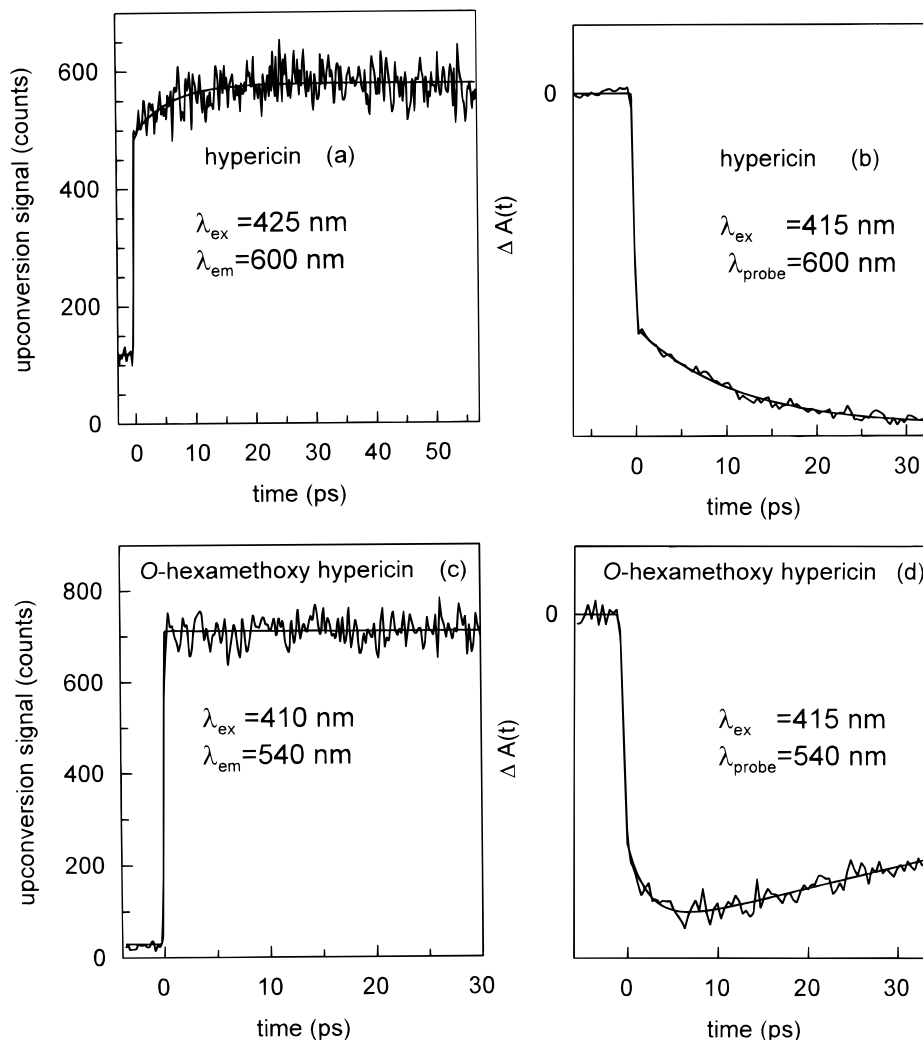 upconversion signal (counts)
600
400
200
0
hypericin (a)
λex =425 nm
λem=600 nm
0 10 20 30 40 50
time (ps)
Δ A(t)
0
hypericin (b)
λex =415 nm
λprobe=600 nm
0 10 20 30
time (ps)
upconversion signal (counts)
800
600
400
200
0
O-hexamethoxy hypericin (c)
λex =410 nm
λem=540 nm
0 10 20 30
time (ps)
Δ A(t)
0
O-hexamethoxy hypericin (d)
λex =415 nm
λprobe=540 nm
0 10 20 30
time (ps)